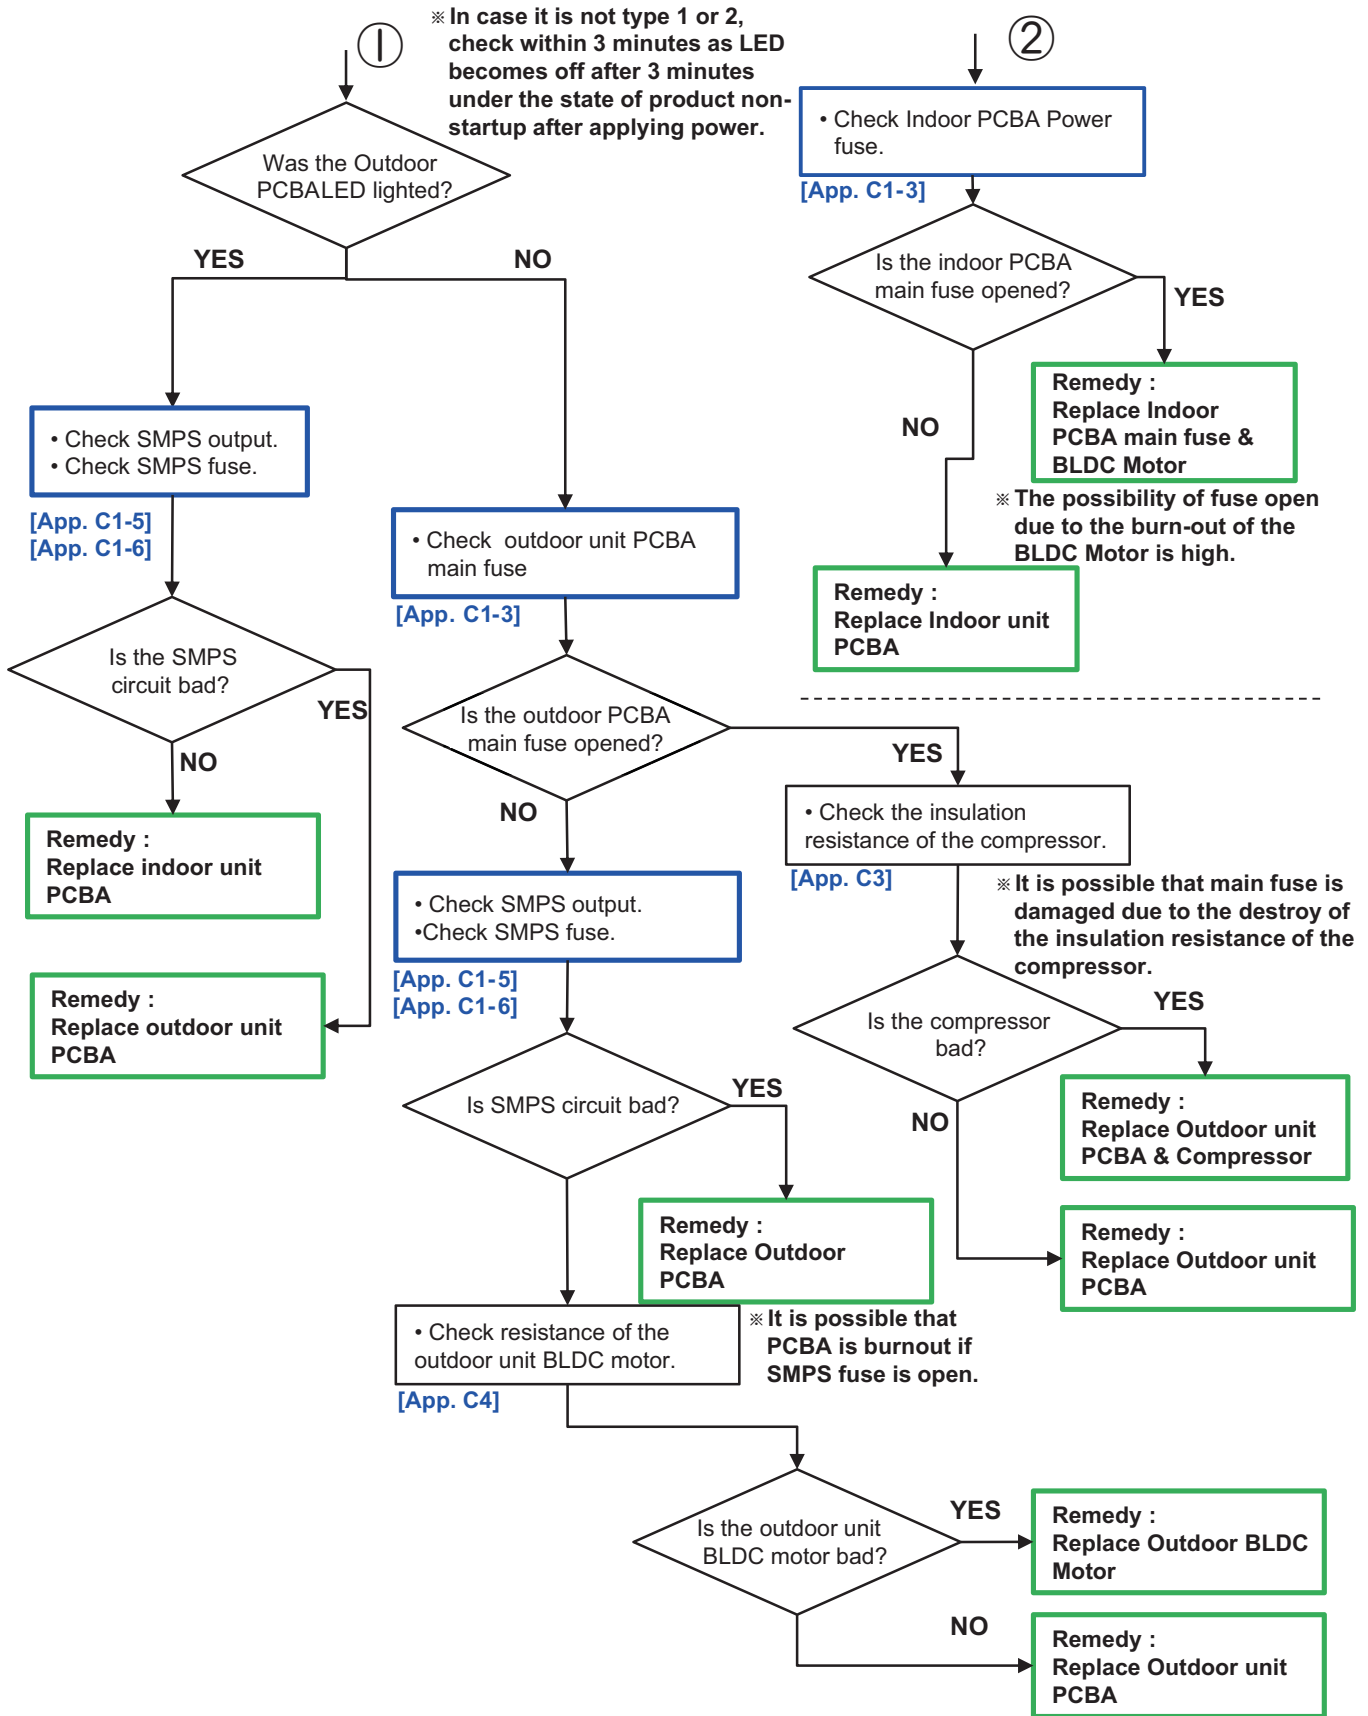 ①
※ In case it is not type 1 or 2,
check within 3 minutes as LED
becomes off after 3 minutes
under the state of product non-
startup after applying power.
Was the Outdoor
PCBALED lighted?
YES
NO
• Check SMPS output.
• Check SMPS fuse.
[App. C1-5]
[App. C1-6]
Is the SMPS
circuit bad?
YES
NO
Remedy :
Replace indoor unit
PCBA
Remedy :
Replace outdoor unit
PCBA
• Check outdoor unit PCBA
main fuse
[App. C1-3]
Is the outdoor PCBA
main fuse opened?
YES
NO
• Check SMPS output.
•Check SMPS fuse.
[App. C1-5]
[App. C1-6]
Is SMPS circuit bad?
YES
Remedy :
Replace Outdoor
PCBA
※ It is possible that
PCBA is burnout if
SMPS fuse is open.
• Check resistance of the
outdoor unit BLDC motor.
[App. C4]
Is the outdoor unit
BLDC motor bad?
YES
Remedy :
Replace Outdoor BLDC
Motor
NO
Remedy :
Replace Outdoor unit
PCBA
• Check the insulation
resistance of the compressor.
[App. C3]
※ It is possible that main fuse is
damaged due to the destroy of
the insulation resistance of the
compressor.
Is the compressor
bad?
YES
NO
Remedy :
Replace Outdoor unit
PCBA & Compressor
Remedy :
Replace Outdoor unit
PCBA
②
• Check Indoor PCBA Power
fuse.
[App. C1-3]
Is the indoor PCBA
main fuse opened?
YES
NO
Remedy :
Replace Indoor
PCBA main fuse &
BLDC Motor
※ The possibility of fuse open
due to the burn-out of the
BLDC Motor is high.
Remedy :
Replace Indoor unit
PCBA